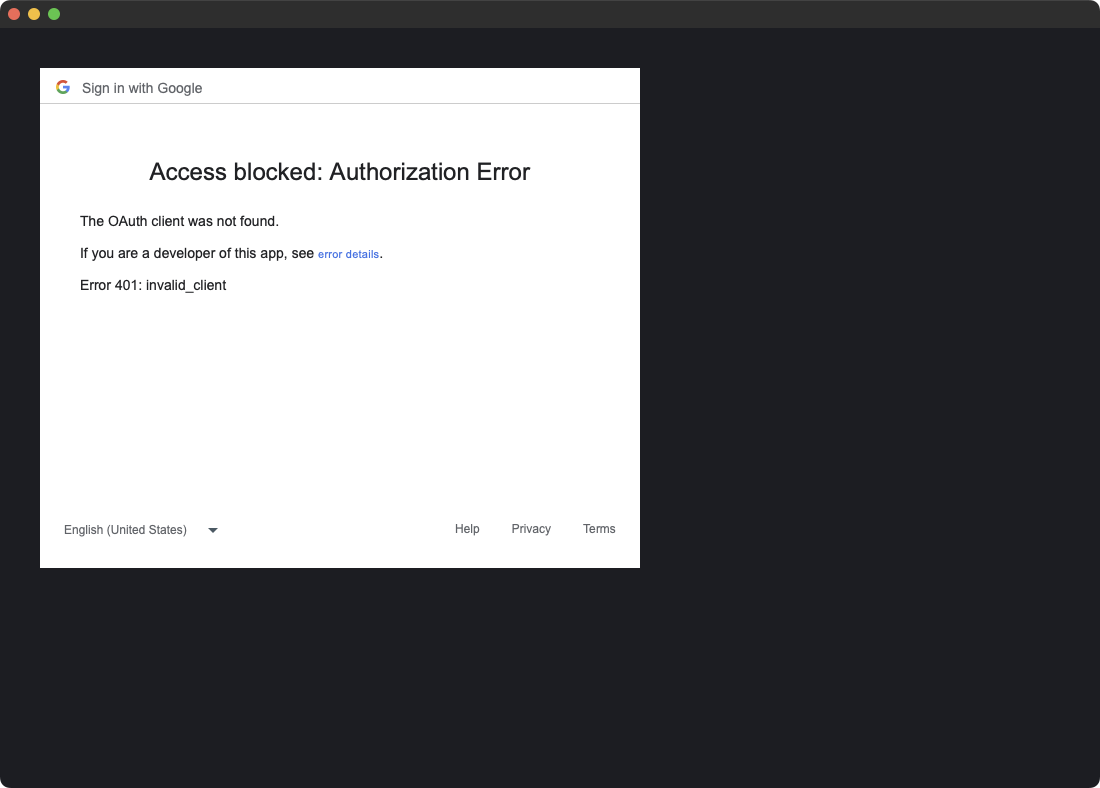 Sign in with Google
Access blocked: Authorization Error
The OAuth client was not found.
If you are a developer of this app, see error details.
Error 401: invalid_client
English (United States)
Help Privacy Terms